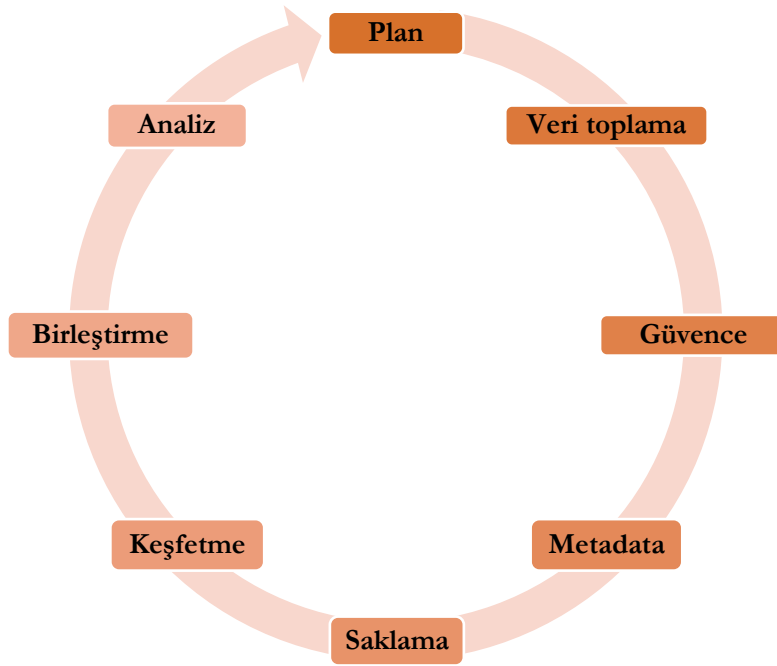 Plan
Veri toplama
Güvence
Metadata
Saklama
Keşfetme
Birleştirme
Analiz